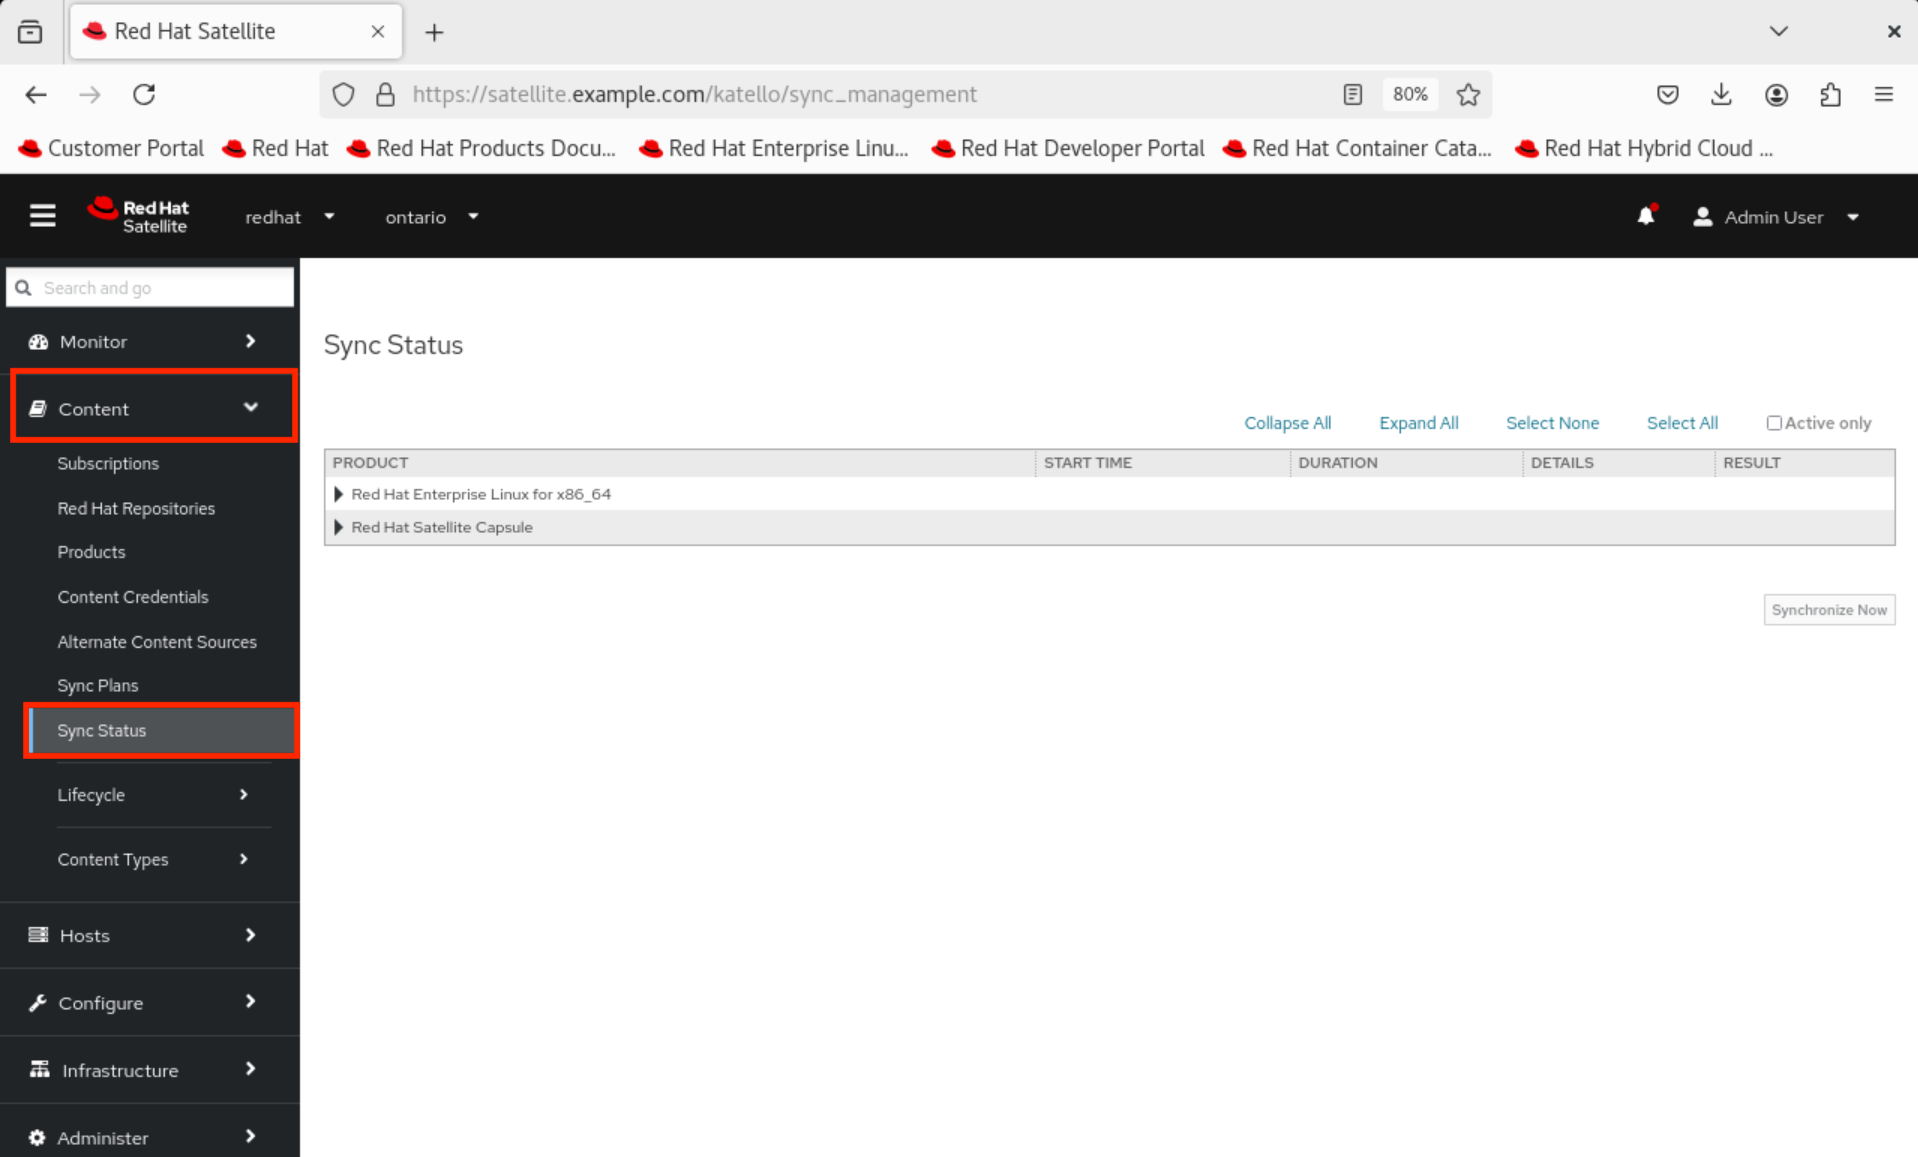 Red Hat Satellite
https://satellite.example.com/katello/sync_management
80%
Customer Portal Red Hat Red Hat Products Docu... Red Hat Enterprise Linu... Red Hat Developer Portal Red Hat Container Cata... Red Hat Hybrid Cloud ...
Red Hat
Satellite
redhat ontario Admin User
Search and go
Monitor
Content
Subscriptions
Red Hat Repositories
Products
Content Credentials
Alternate Content Sources
Sync Plans
Sync Status
Lifecycle
Content Types
Hosts
Configure
Infrastructure
Administer
Sync Status
Collapse All Expand All Select None Select All Active only
PRODUCT START TIME DURATION DETAILS RESULT
Red Hat Enterprise Linux for x86_64
Red Hat Satellite Capsule
Synchronize Now